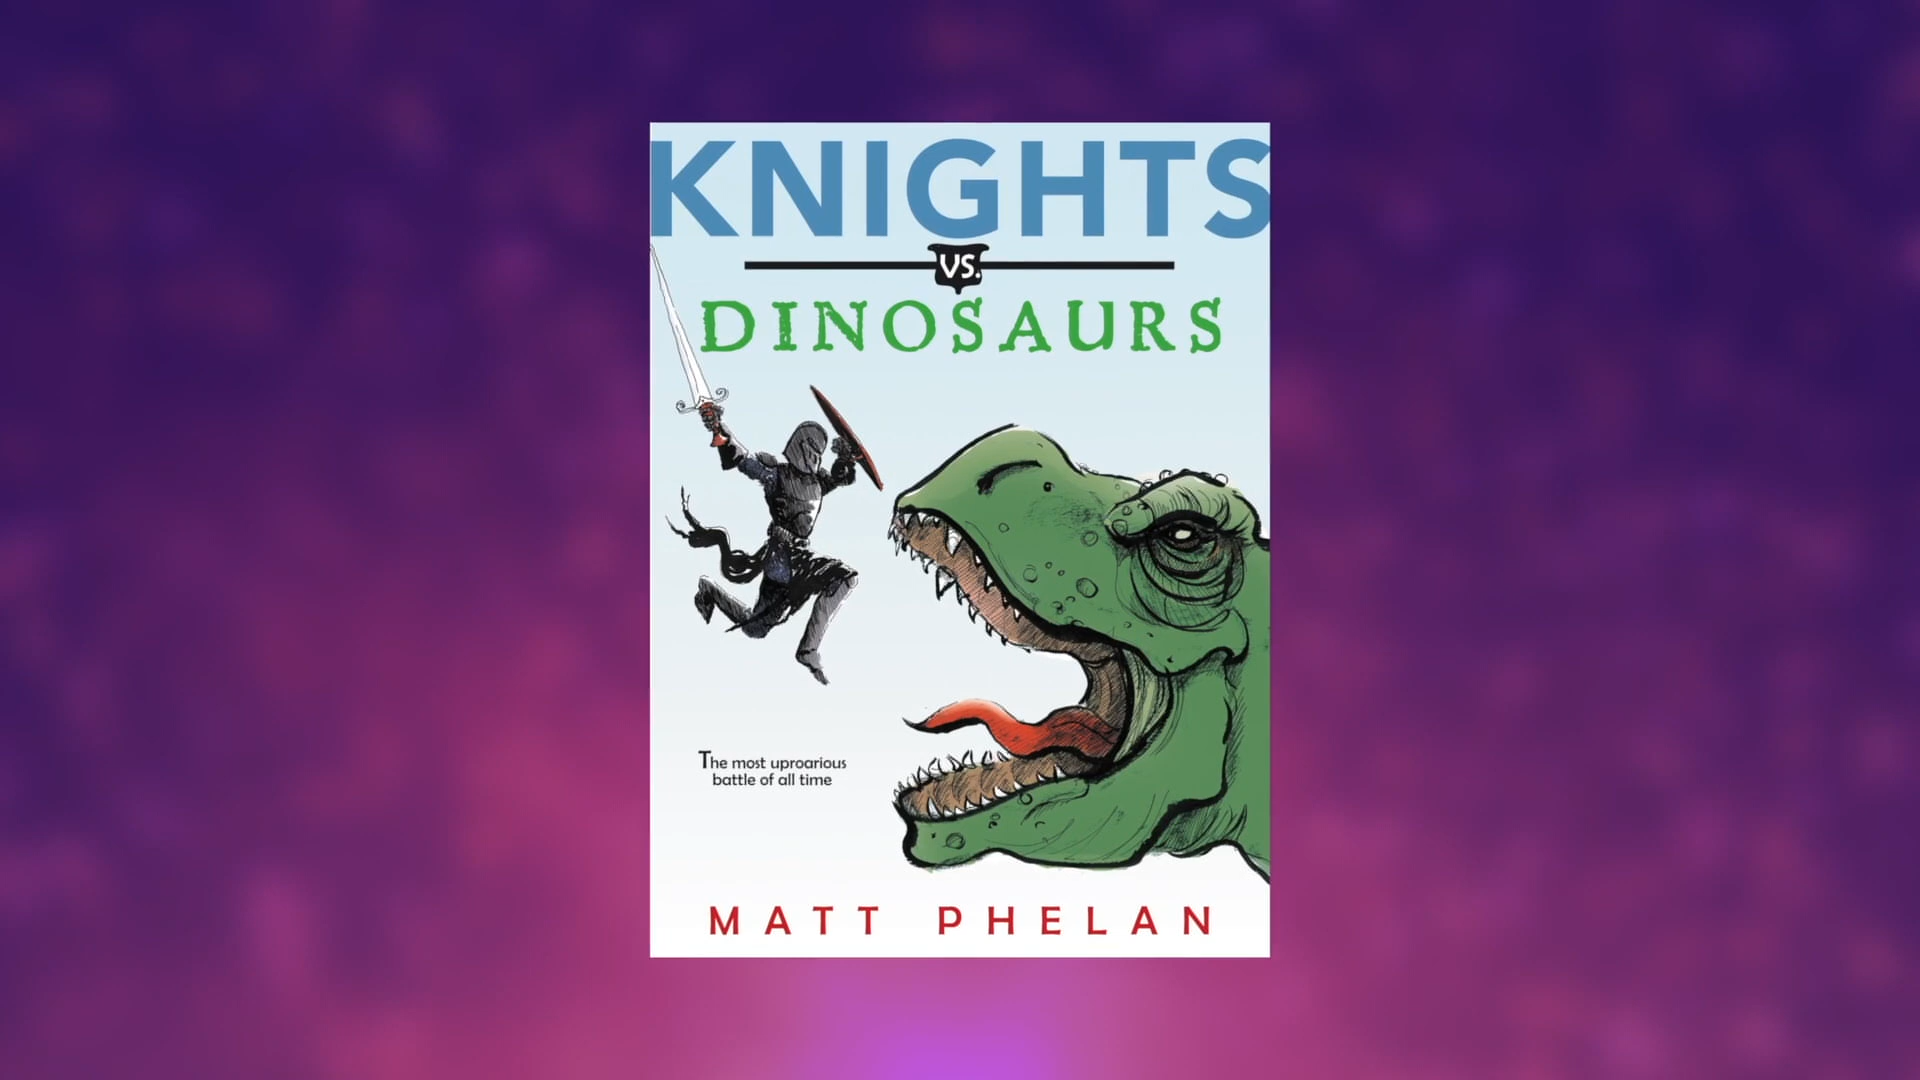 KNIGHTS
VS.
DINOSAURS
The most uproarious
battle of all time
MATT PHELAN